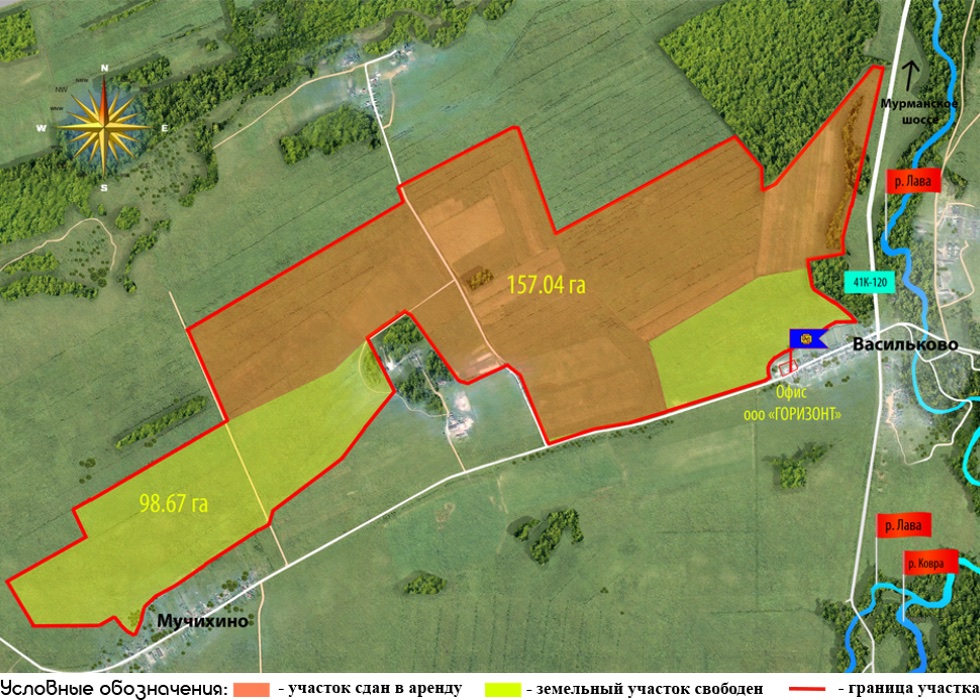 N
NW
W
E
S
Мурманское
шоссе
р. Лава
157.04 га
41К-120
Васильково
Офис
ооо «ГОРИЗОНТ»
98.67 га
р. Лава
р. Ковра
Мучихино
Условные обозначения: - участок сдан в аренду - земельный участок свободен - граница участка